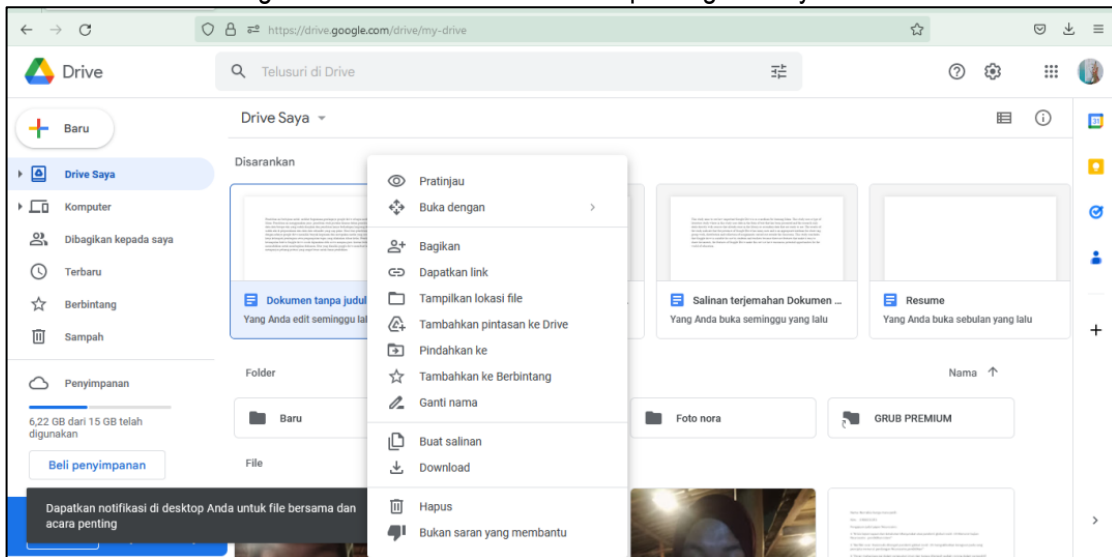 https://drive.google.com/drive/my-drive
Drive
Telusuri di Drive
Baru
Drive Saya
Komputer
Dibagikan kepada saya
Terbaru
Berbintang
Sampah
Penyimpanan
6,22 GB dari 15 GB telah
digunakan
Beli penyimpanan
Dapatkan notifikasi di desktop Anda untuk file bersama dan
acara penting
Drive Saya
Disarankan
Dokumen tanpa judul
Yang Anda edit seminggu lal
Salinan terjemahan Dokumen ...
Yang Anda buka seminggu yang lalu
Resume
Yang Anda buka sebulan yang lalu
Folder
Nama
Baru
Foto nora
GRUB PREMIUM
File
Pratinjau
Buka dengan
Bagikan
Dapatkan link
Tampilkan lokasi file
Tambahkan pintasan ke Drive
Pindahkan ke
Tambahkan ke Berbintang
Ganti nama
Buat salinan
Download
Hapus
Bukan saran yang membantu
31